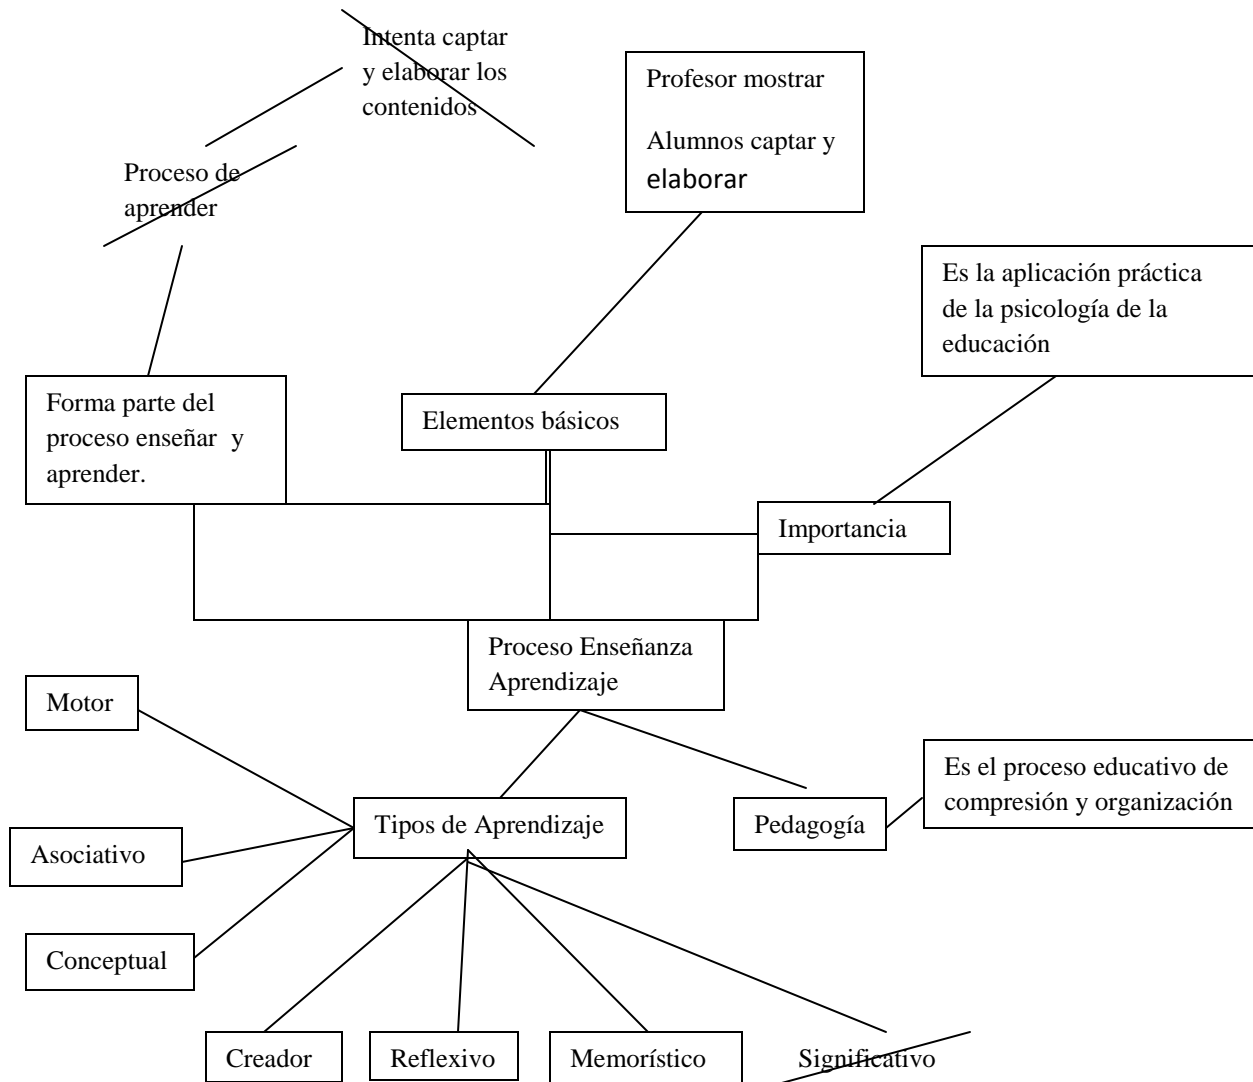 Intenta captar
y elaborar los
contenidos
Profesor mostrar
Alumnos captar y
elaborar
Proceso de
aprender
Es la aplicación práctica
de la psicología de la
educación
Forma parte del
proceso enseñar  y
aprender.
Elementos básicos
Importancia
Proceso Enseñanza
Aprendizaje
Motor
Es el proceso educativo de
compresión y organización
Tipos de Aprendizaje
Pedagogía
Asociativo
Conceptual
Creador
Reflexivo
Memorístico
Significativo